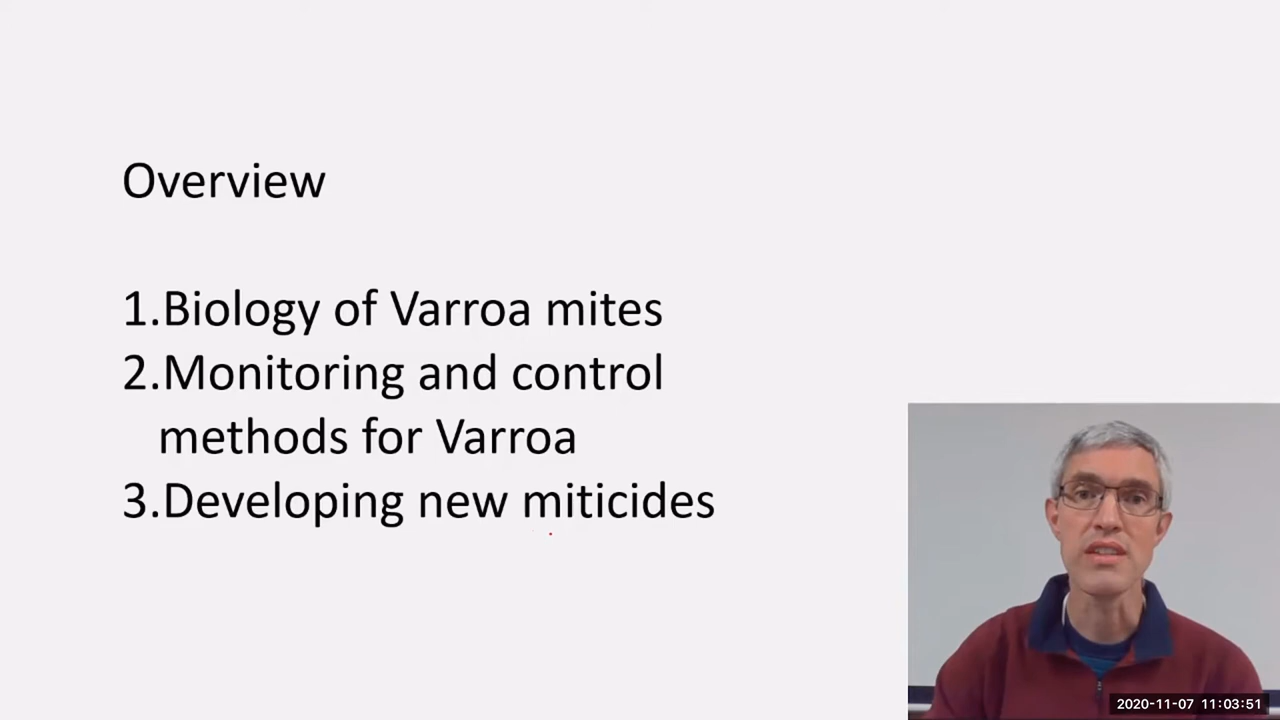 Overview
1.Biology of Varroa mites
2.Monitoring and control
methods for Varroa
3.Developing new miticides
2020-11-07 11:03:51